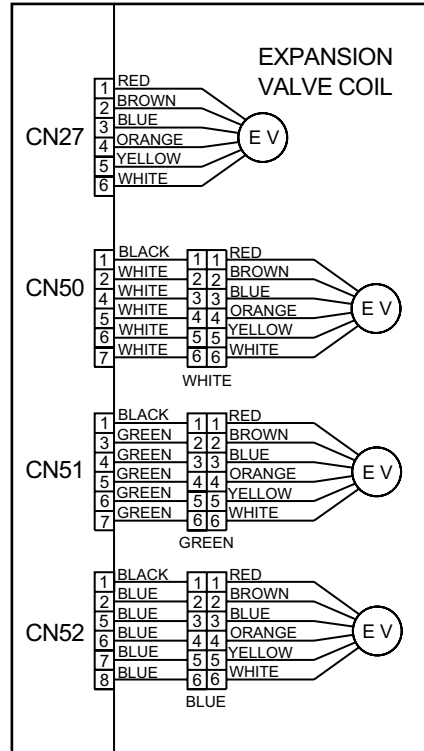 EXPANSION
VALVE COIL
CN27
1 RED
2 BROWN
3 BLUE
4 ORANGE
5 YELLOW
6 WHITE
E V
CN50
1 BLACK 1 1 RED
2 WHITE 2 2 BROWN
4 WHITE 3 3 BLUE
5 WHITE 4 4 ORANGE
6 WHITE 5 5 YELLOW
7 WHITE 6 6 WHITE
WHITE
E V
CN51
1 BLACK 1 1 RED
3 GREEN 2 2 BROWN
4 GREEN 3 3 BLUE
5 GREEN 4 4 ORANGE
6 GREEN 5 5 YELLOW
7 GREEN 6 6 WHITE
GREEN
E V
CN52
1 BLACK 1 1 RED
2 BLUE 2 2 BROWN
5 BLUE 3 3 BLUE
6 BLUE 4 4 ORANGE
7 BLUE 5 5 YELLOW
8 BLUE 6 6 WHITE
BLUE
E V